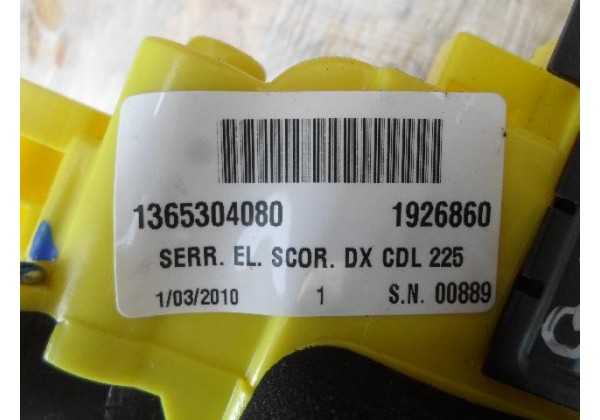 1365304080 1926860
SERR. EL. SCOR. DX CDL 225
1/03/2010 1 S.N. 00889